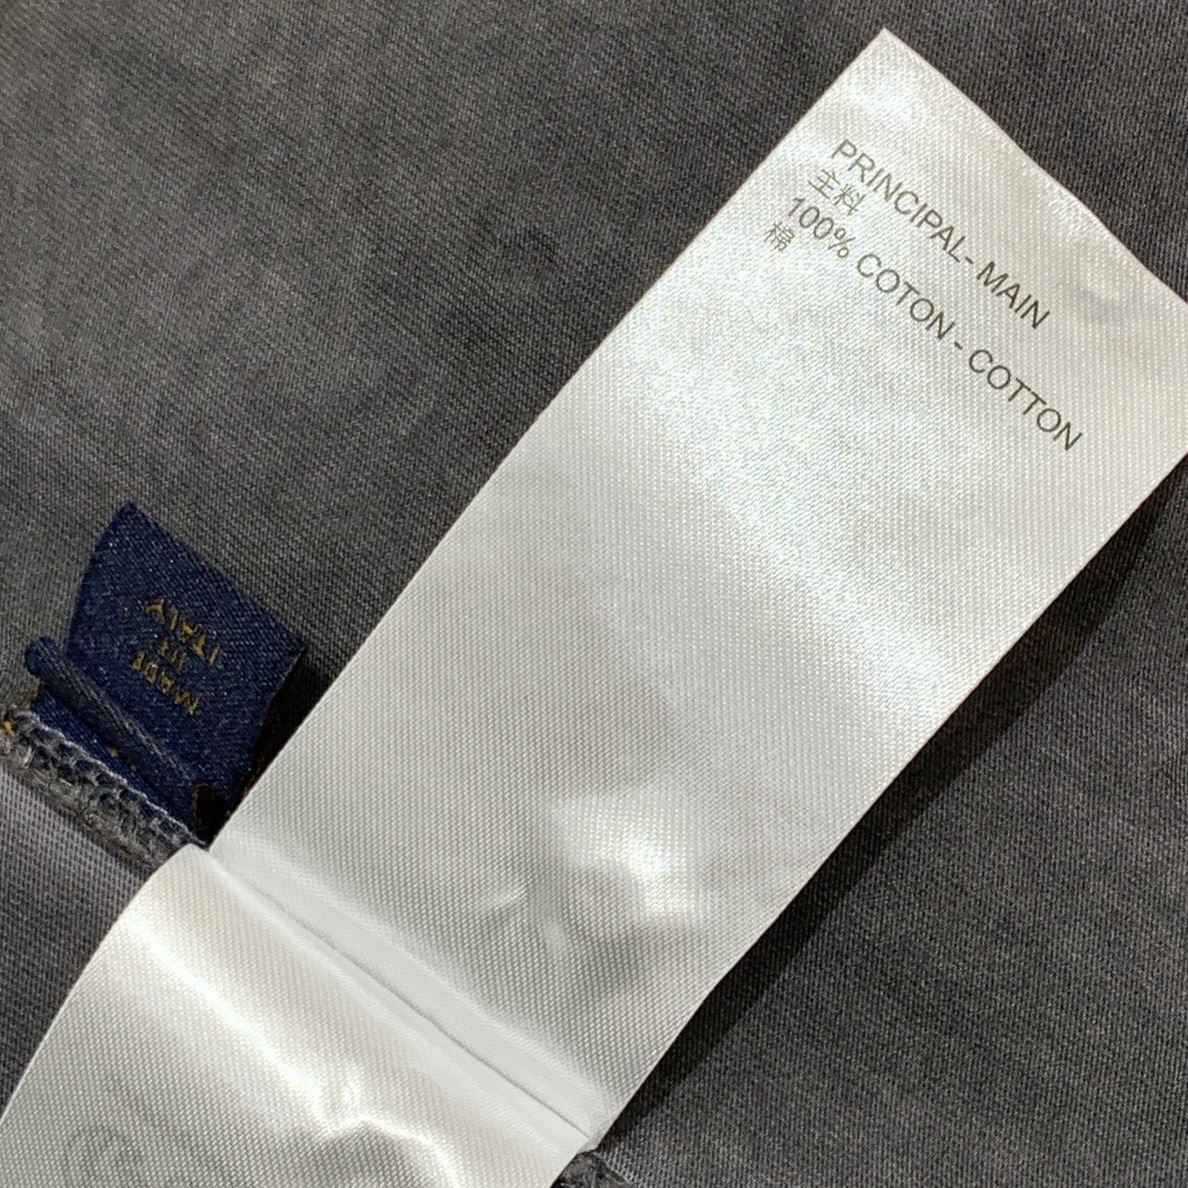 PRINCIPAL- MAIN
主料
100% COTON - COTTON
棉
MADE
IN
ITALY